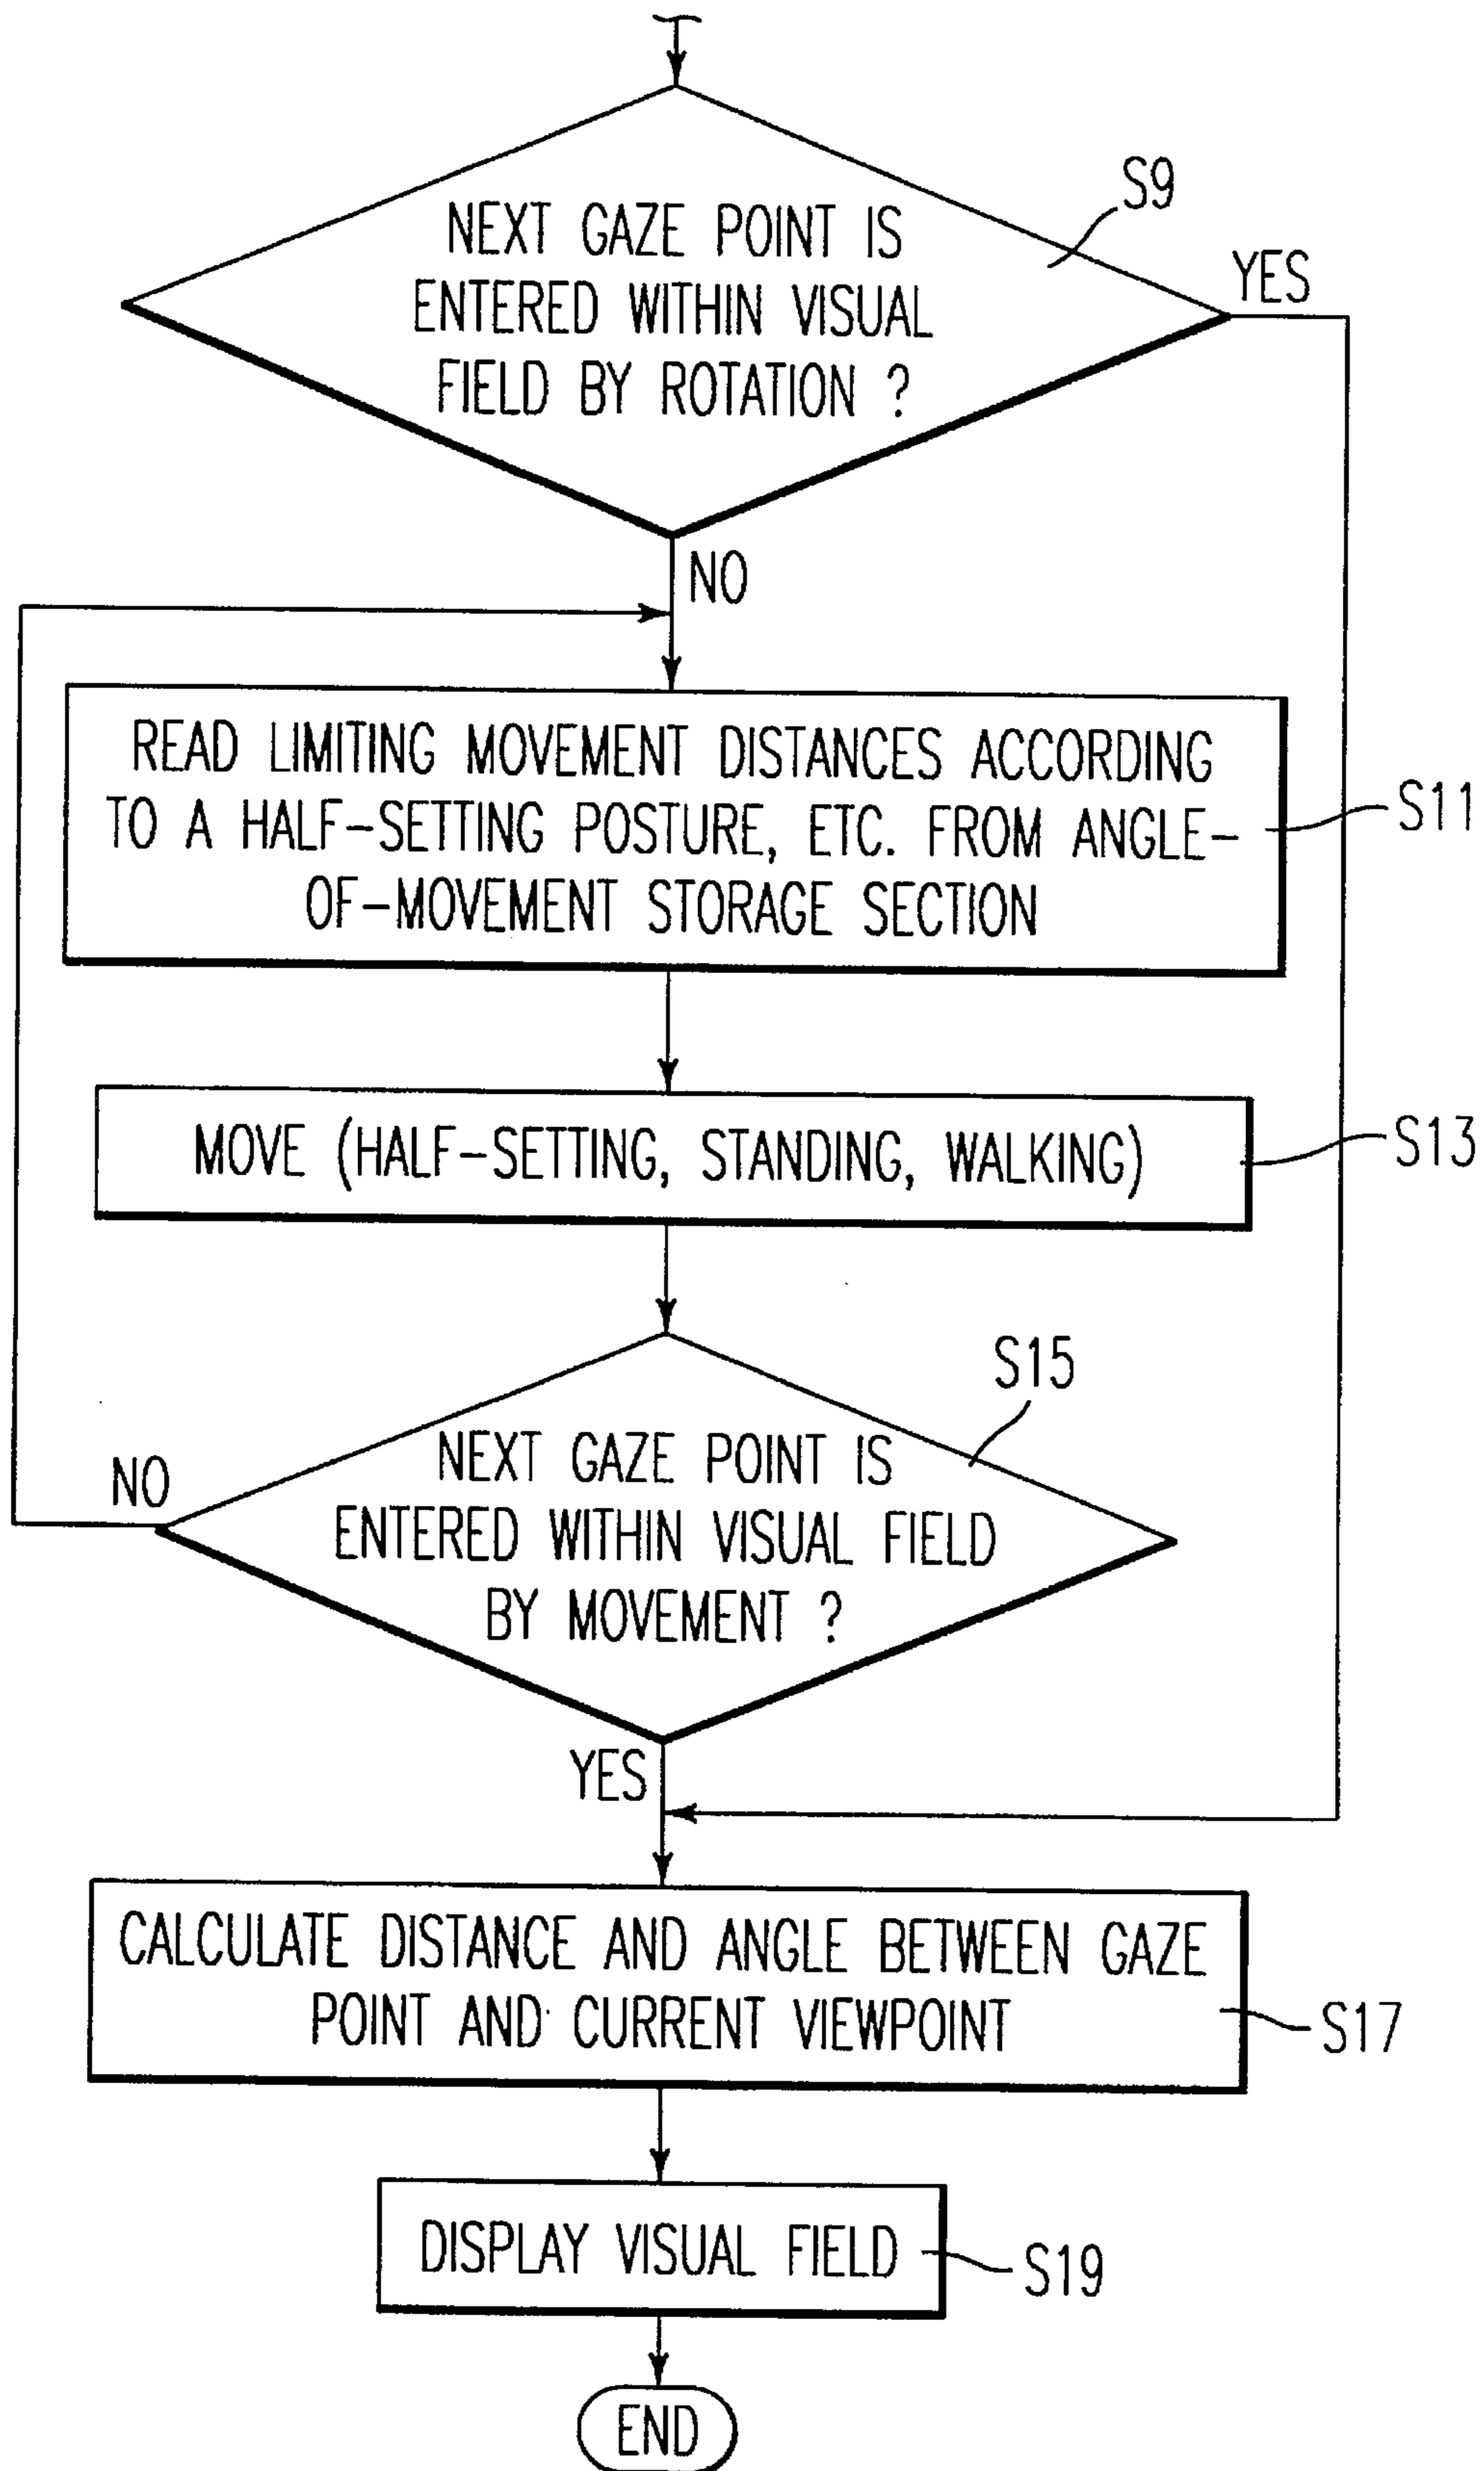 S9
NEXT GAZE POINT IS
ENTERED WITHIN VISUAL
FIELD BY ROTATION ?
YES
NO
READ LIMITING MOVEMENT DISTANCES ACCORDING
TO A HALF-SETTING POSTURE, ETC. FROM ANGLE-
OF-MOVEMENT STORAGE SECTION
S11
MOVE (HALF-SETTING, STANDING, WALKING)
S13
S15
NEXT GAZE POINT IS
ENTERED WITHIN VISUAL FIELD
BY MOVEMENT ?
NO
YES
CALCULATE DISTANCE AND ANGLE BETWEEN GAZE
POINT AND CURRENT VIEWPOINT
S17
DISPLAY VISUAL FIELD
S19
END